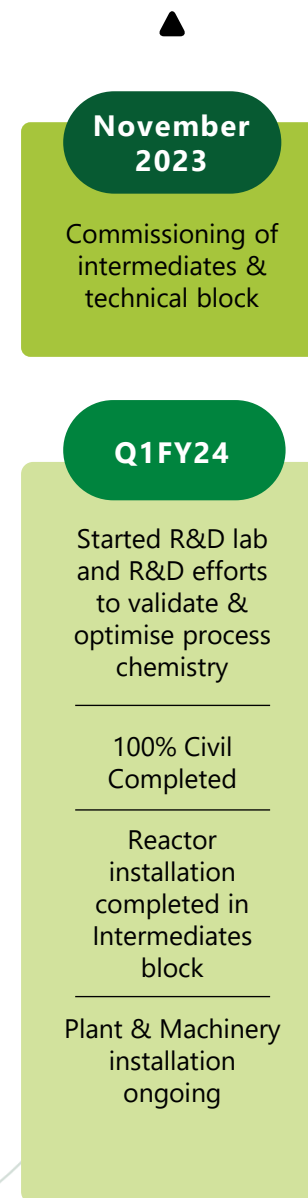 November
2023
Commissioning of
intermediates &
technical block
Q1FY24
Started R&D lab
and R&D efforts
to validate &
optimise process
chemistry
100% Civil
Completed
Reactor
installation
completed in
Intermediates
block
Plant & Machinery
installation
ongoing